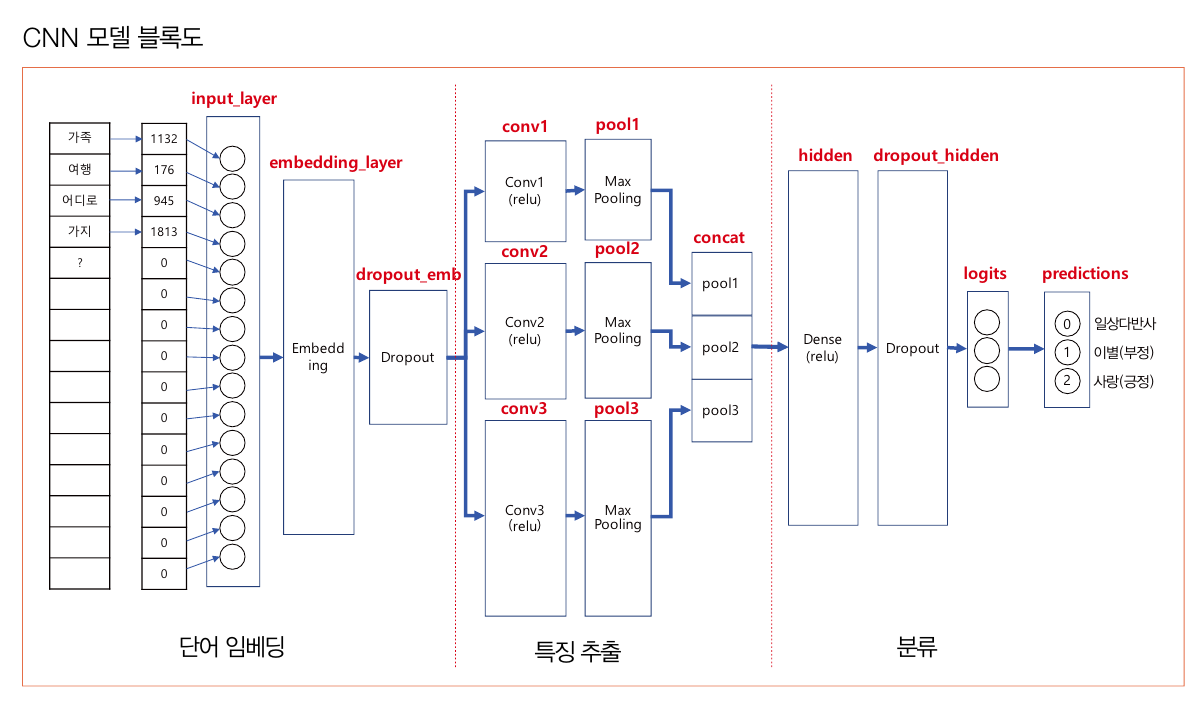 CNN 모델 블록도
input_layer
가족
여행
어디로
가지
?
1132
176
945
1813
0
0
0
0
0
0
0
0
0
0
0
embedding_layer
Embedd
ing
dropout_emb
Dropout
단어 임베딩
conv1
Conv1
(relu)
pool1
Max
Pooling
conv2
Conv2
(relu)
pool2
Max
Pooling
conv3
Conv3
(relu)
pool3
Max
Pooling
concat
pool1
pool2
pool3
특징 추출
hidden
Dense
(relu)
dropout_hidden
Dropout
logits
predictions
0 일상다반사
1 이별(부정)
2 사랑(긍정)
분류